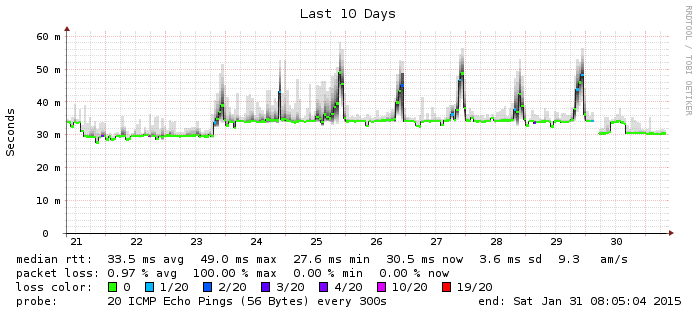 Last 10 Days
RRDTOOL / TOBI OETIKER
Seconds
60 m
50 m
40 m
30 m
20 m
10 m
0
21 22 23 24 25 26 27 28 29 30
median rtt: 33.5 ms avg 49.0 ms max 27.6 ms min 30.5 ms now 3.6 ms sd 9.3 am/s
packet loss: 0.97 % avg 100.00 % max 0.00 % min 0.00 % now
loss color: 0 1/20 2/20 3/20 4/20 10/20 19/20
probe: 20 ICMP Echo Pings (56 Bytes) every 300s end: Sat Jan 31 08:05:04 2015